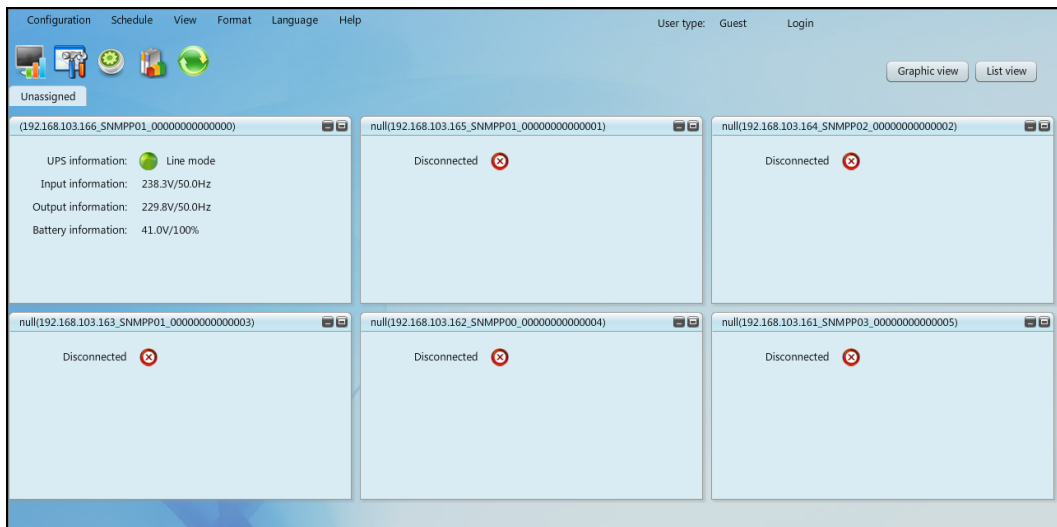 Configuration Schedule View Format Language Help User type: Guest Login
Graphic view List view
Unassigned
(192.168.103.166_SNMPP01_00000000000000)
UPS information: Line mode
Input information: 238.3V/50.0Hz
Output information: 229.8V/50.0Hz
Battery information: 41.0V/100%
null(192.168.103.165_SNMPP01_00000000000001)
Disconnected
null(192.168.103.164_SNMPP02_00000000000002)
Disconnected
null(192.168.103.163_SNMPP01_00000000000003)
Disconnected
null(192.168.103.162_SNMPP00_00000000000004)
Disconnected
null(192.168.103.161_SNMPP03_00000000000005)
Disconnected